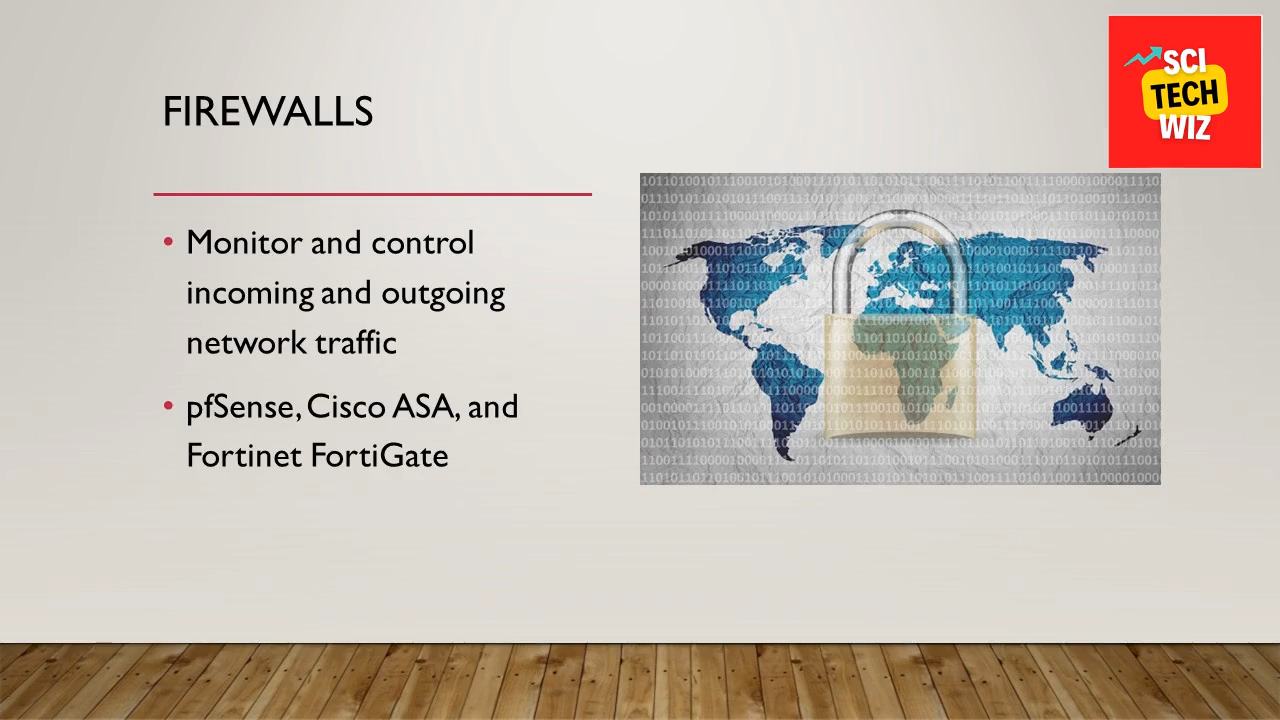 FIREWALLS
• Monitor and control
incoming and outgoing
network traffic
• pfSense, Cisco ASA, and
Fortinet FortiGate
SCI
TECH
WIZ